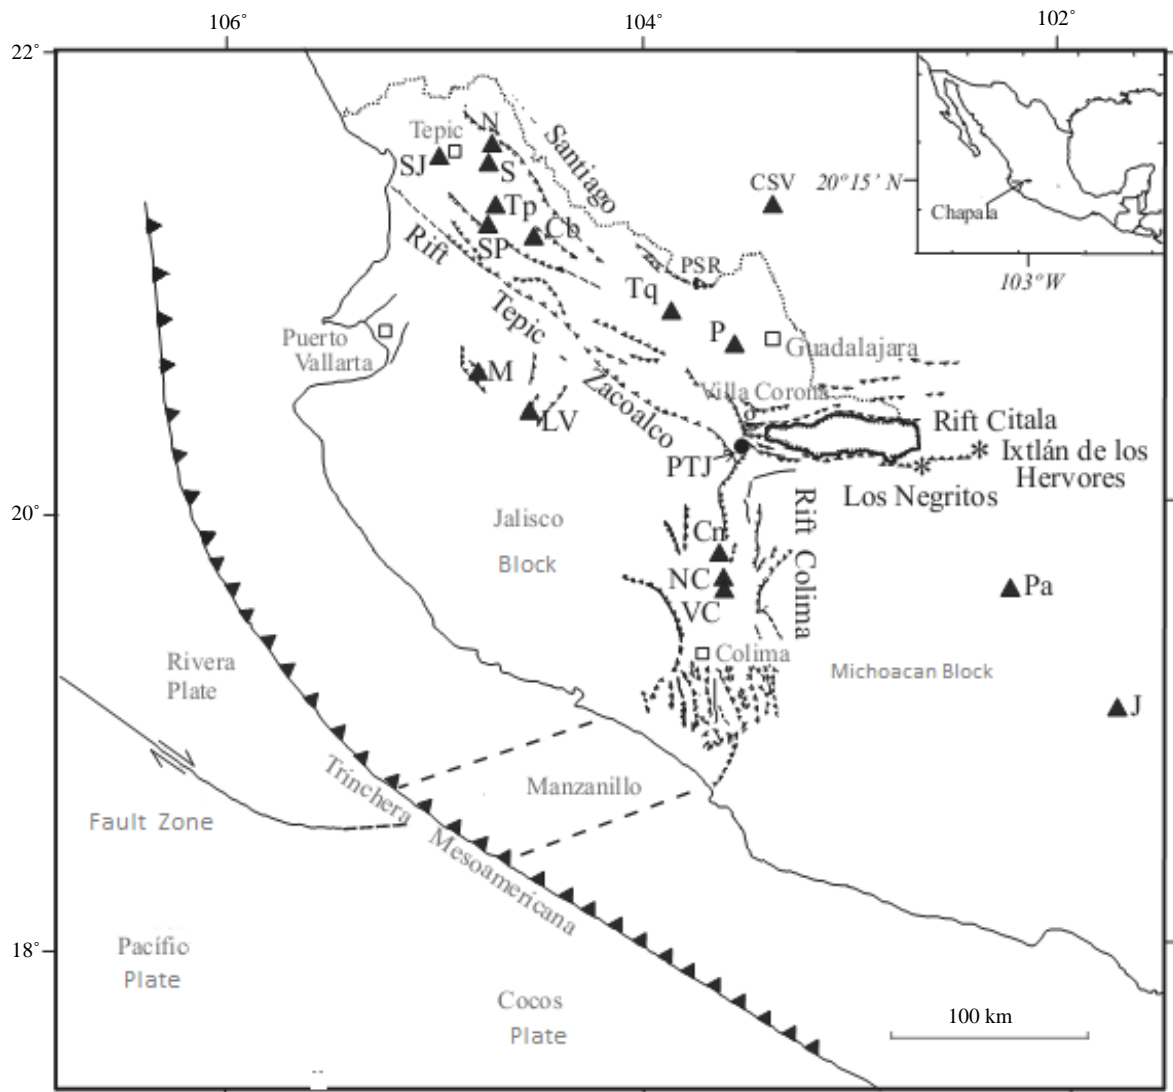 106°
104°
102°
22°
20°
18°
Tepic
N
SJ
S
Santiago
CSV
20°15' N
Chapala
103°W
Tp
Cb
SP
Rift
Tepic
Zacoalco
PSR
Tq
P
Guadalajara
Puerto
Vallarta
M
LV
Villa Corona
Rift Citala
Ixtlán de los
Hervores
PTJ
Los Negritos
Jalisco
Block
Cn
NC
VC
Rift Colima
Pa
Colima
Michoacan Block
J
Rivera
Plate
Trinchera
Mesoamericana
Manzanillo
Fault Zone
Pacífio
Plate
Cocos
Plate
100 km